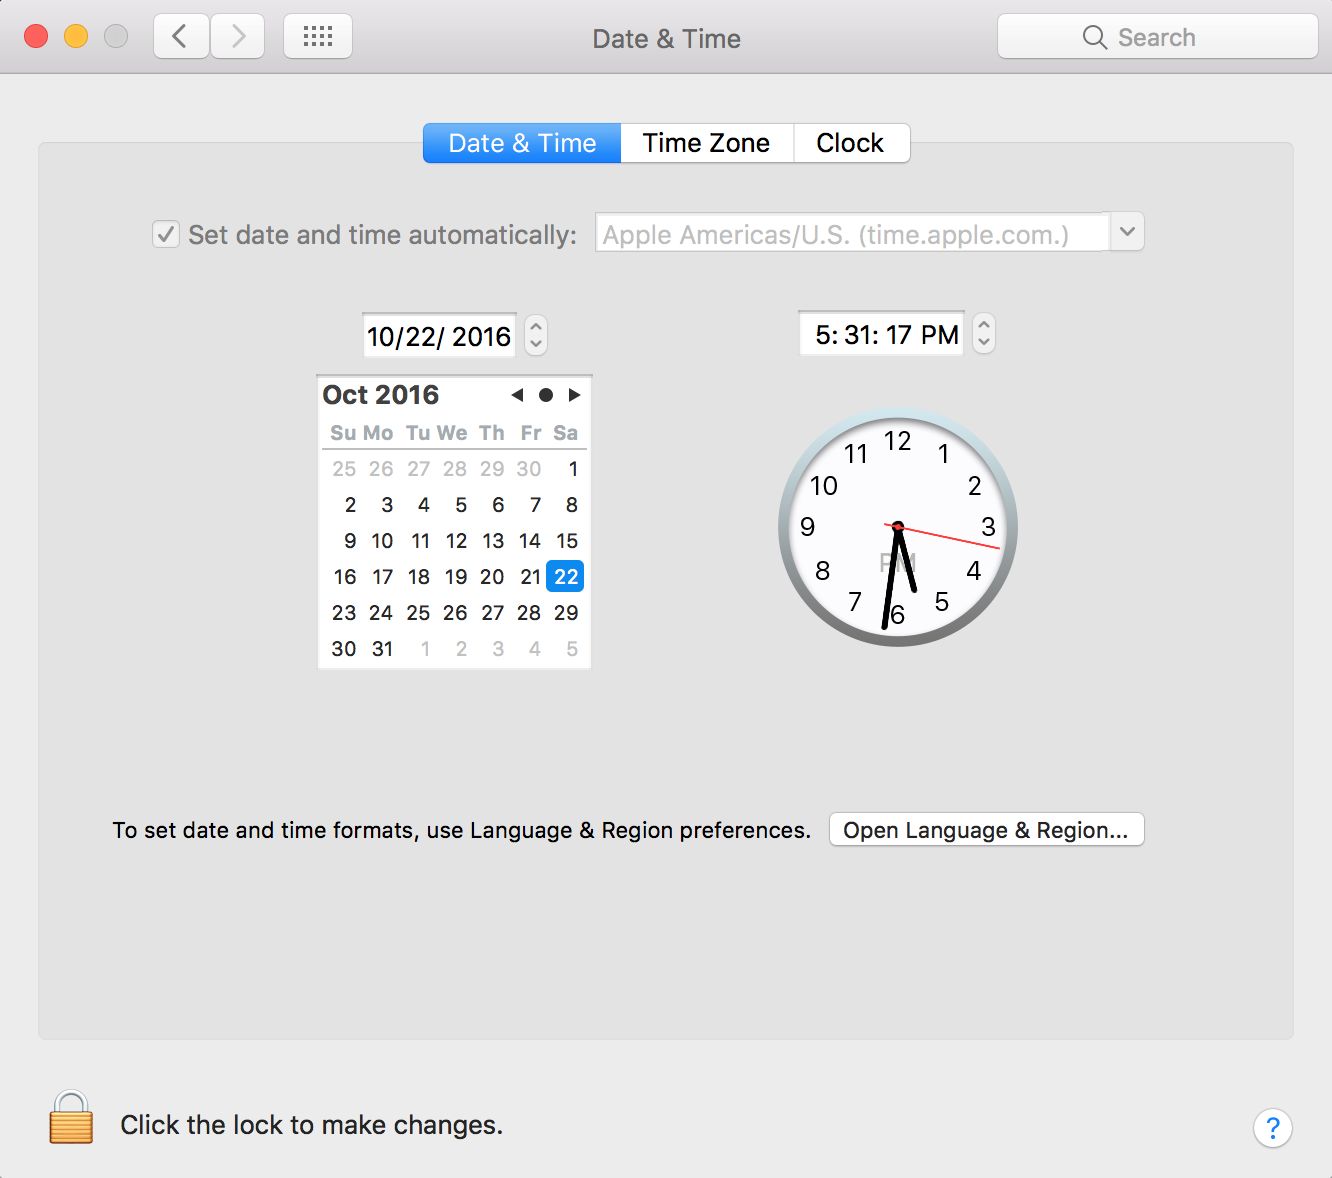 Date & Time
Search
Date & Time Time Zone Clock
Set date and time automatically: Apple Americas/U.S. (time.apple.com.)
10/22/ 2016
5: 31: 17 PM
Oct 2016
Su Mo Tu We Th Fr Sa
25 26 27 28 29 30 1
2 3 4 5 6 7 8
9 10 11 12 13 14 15
16 17 18 19 20 21 22
23 24 25 26 27 28 29
30 31 1 2 3 4 5
12
1
2
3
4
5
6
7
8
9
10
11
PM
To set date and time formats, use Language & Region preferences. Open Language & Region...
Click the lock to make changes.
?